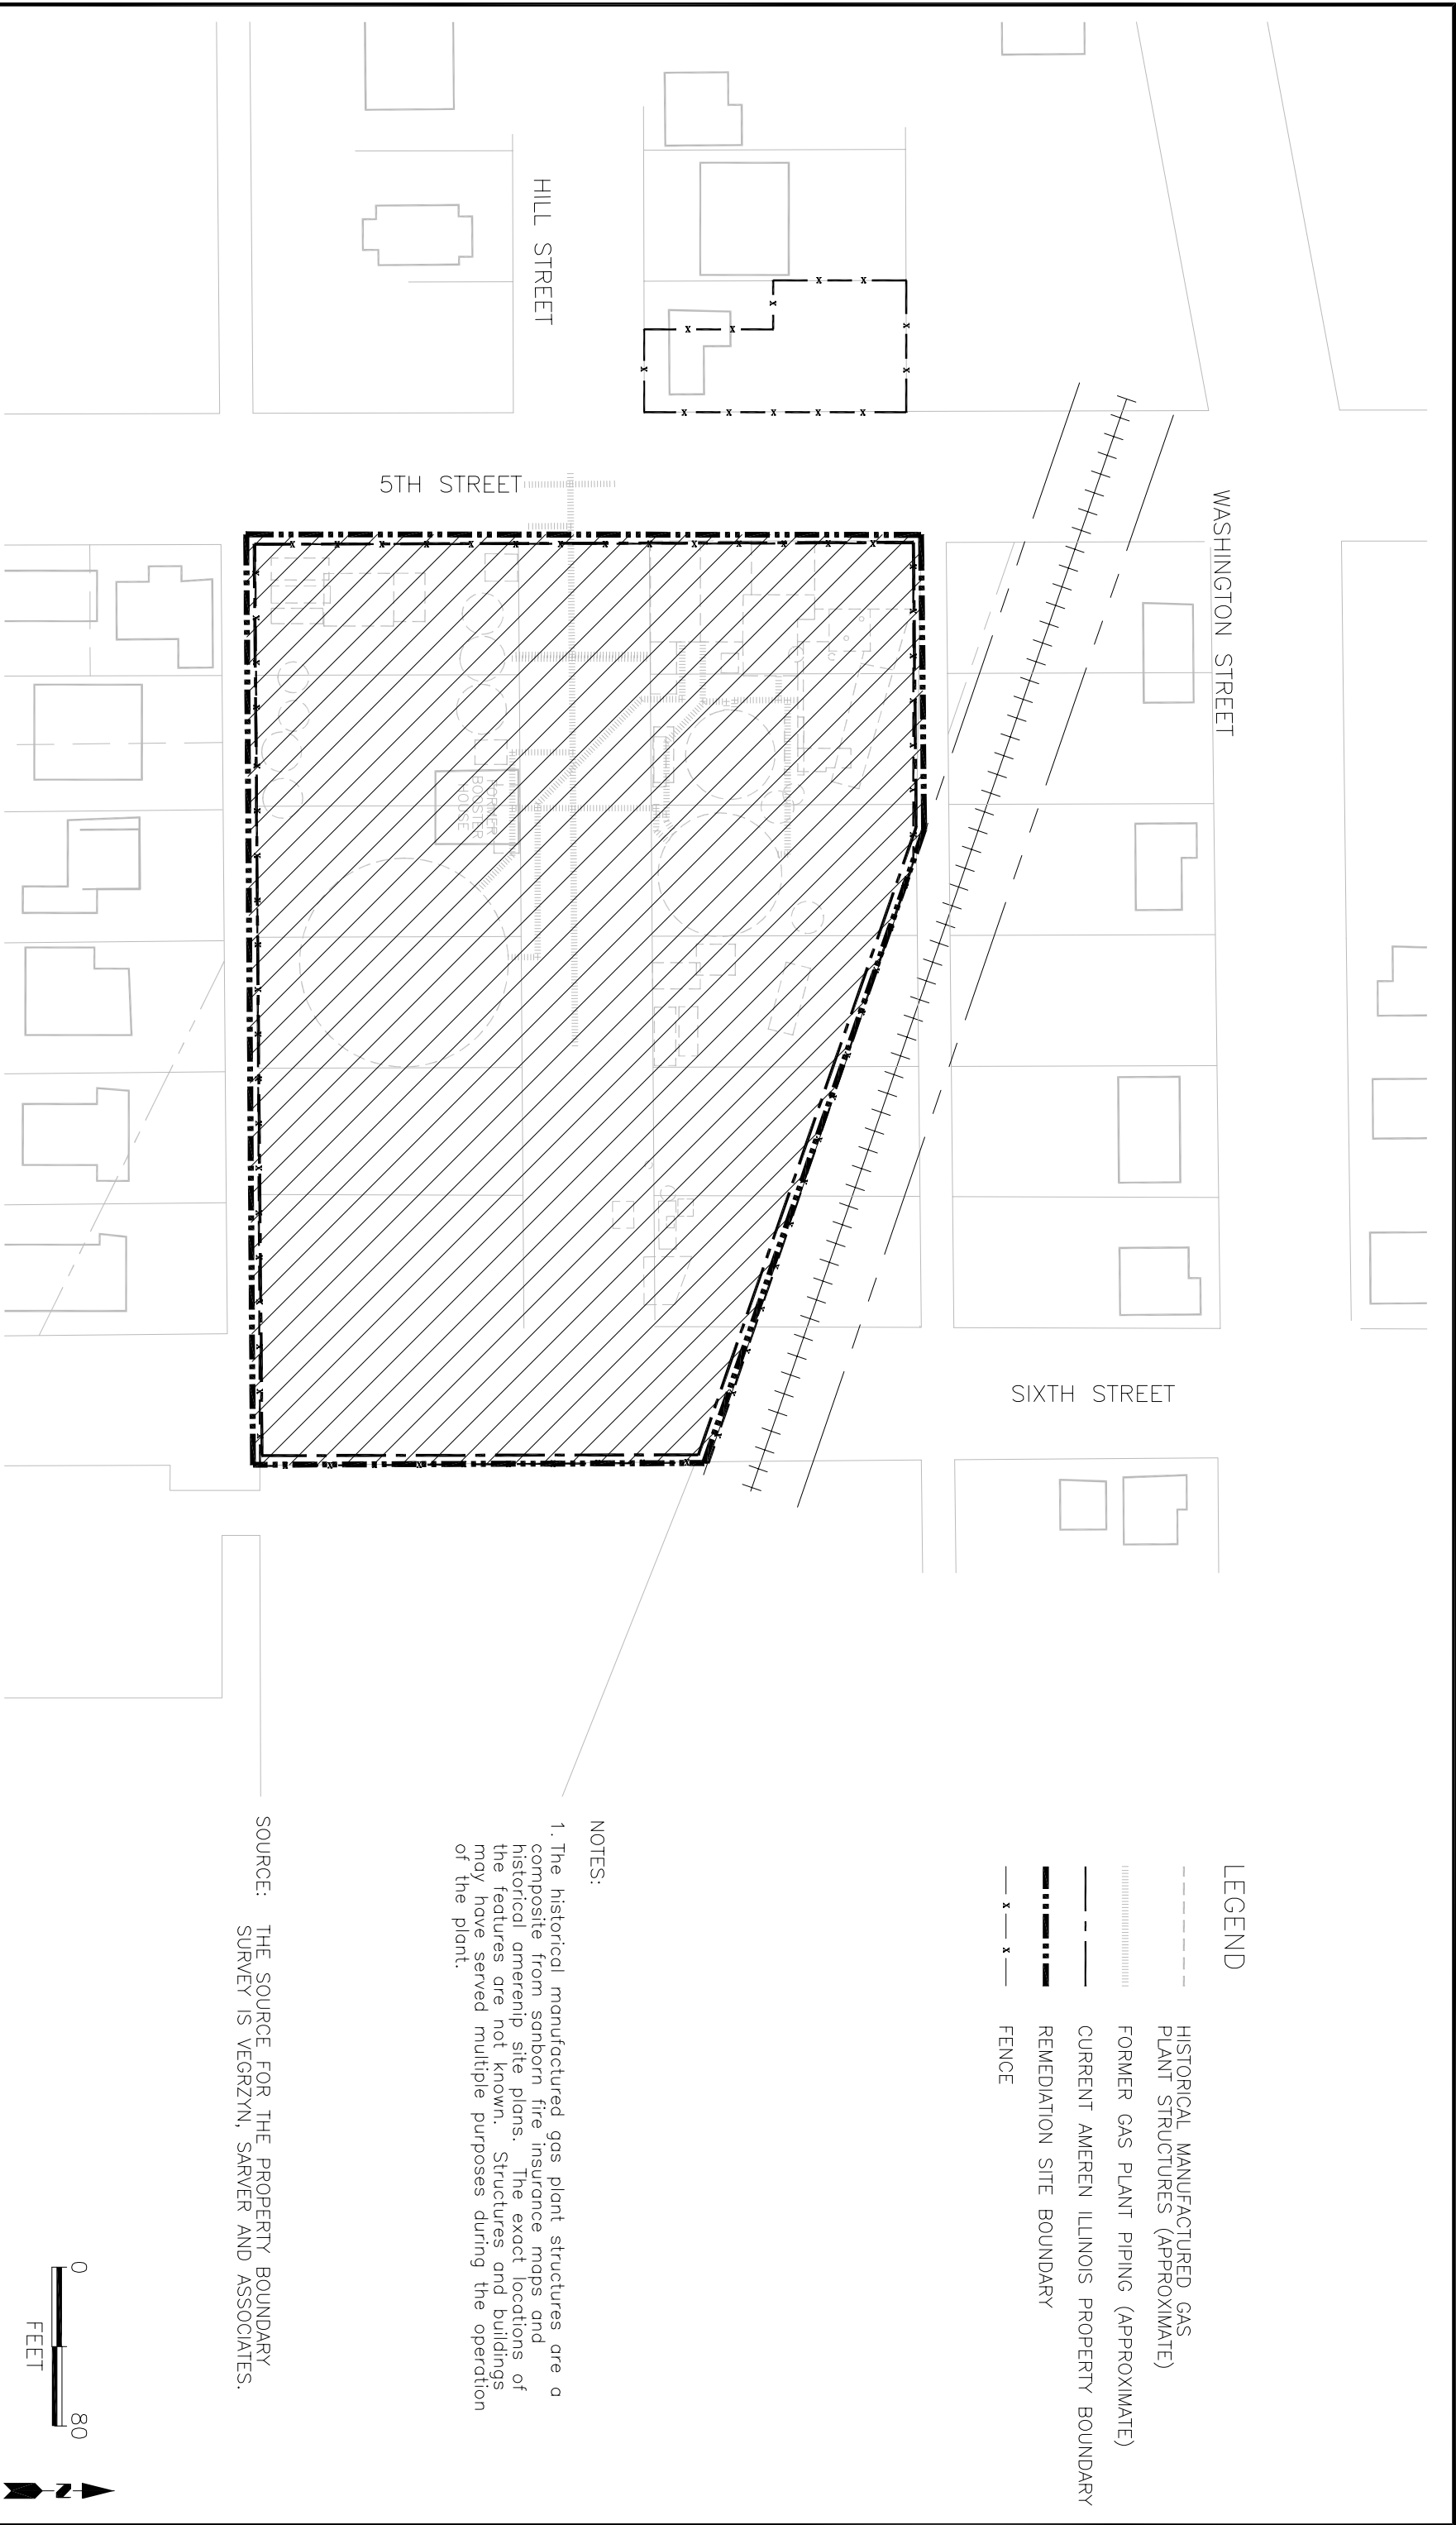 WASHINGTON STREET
HILL STREET
5TH STREET
SIXTH STREET
FORMER
BOOSTER
HOUSE
LEGEND
HISTORICAL MANUFACTURED GAS
PLANT STRUCTURES (APPROXIMATE)
FORMER GAS PLANT PIPING (APPROXIMATE)
CURRENT AMEREN ILLINOIS PROPERTY BOUNDARY
REMEDIATION SITE BOUNDARY
x x FENCE
NOTES:
1. The historical manufactured gas plant structures are a
composite from sanborn fire insurance maps and
historical amerenip site plans. The exact locations of
the features are not known. Structures and buildings
may have served multiple purposes during the operation
of the plant.
SOURCE: THE SOURCE FOR THE PROPERTY BOUNDARY
SURVEY IS VEGRZYN, SARVER AND ASSOCIATES.
0 80
FEET
N